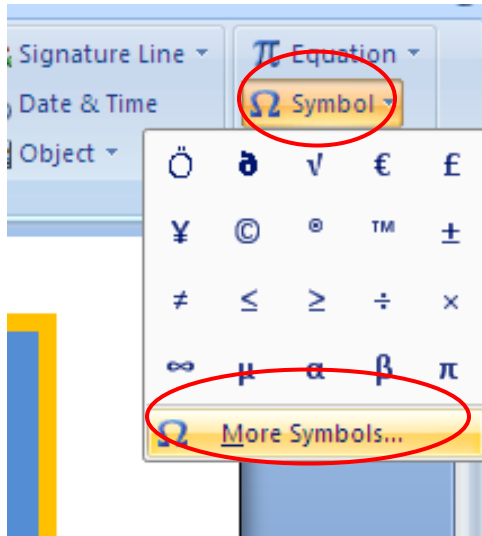 Signature Line
π Equation
Date & Time
Ω Symbol
Object
Ö ð √ € £
¥ © ® ™ ±
≠ ≤ ≥ ÷ ×
∞ µ α β π
Ω More Symbols...